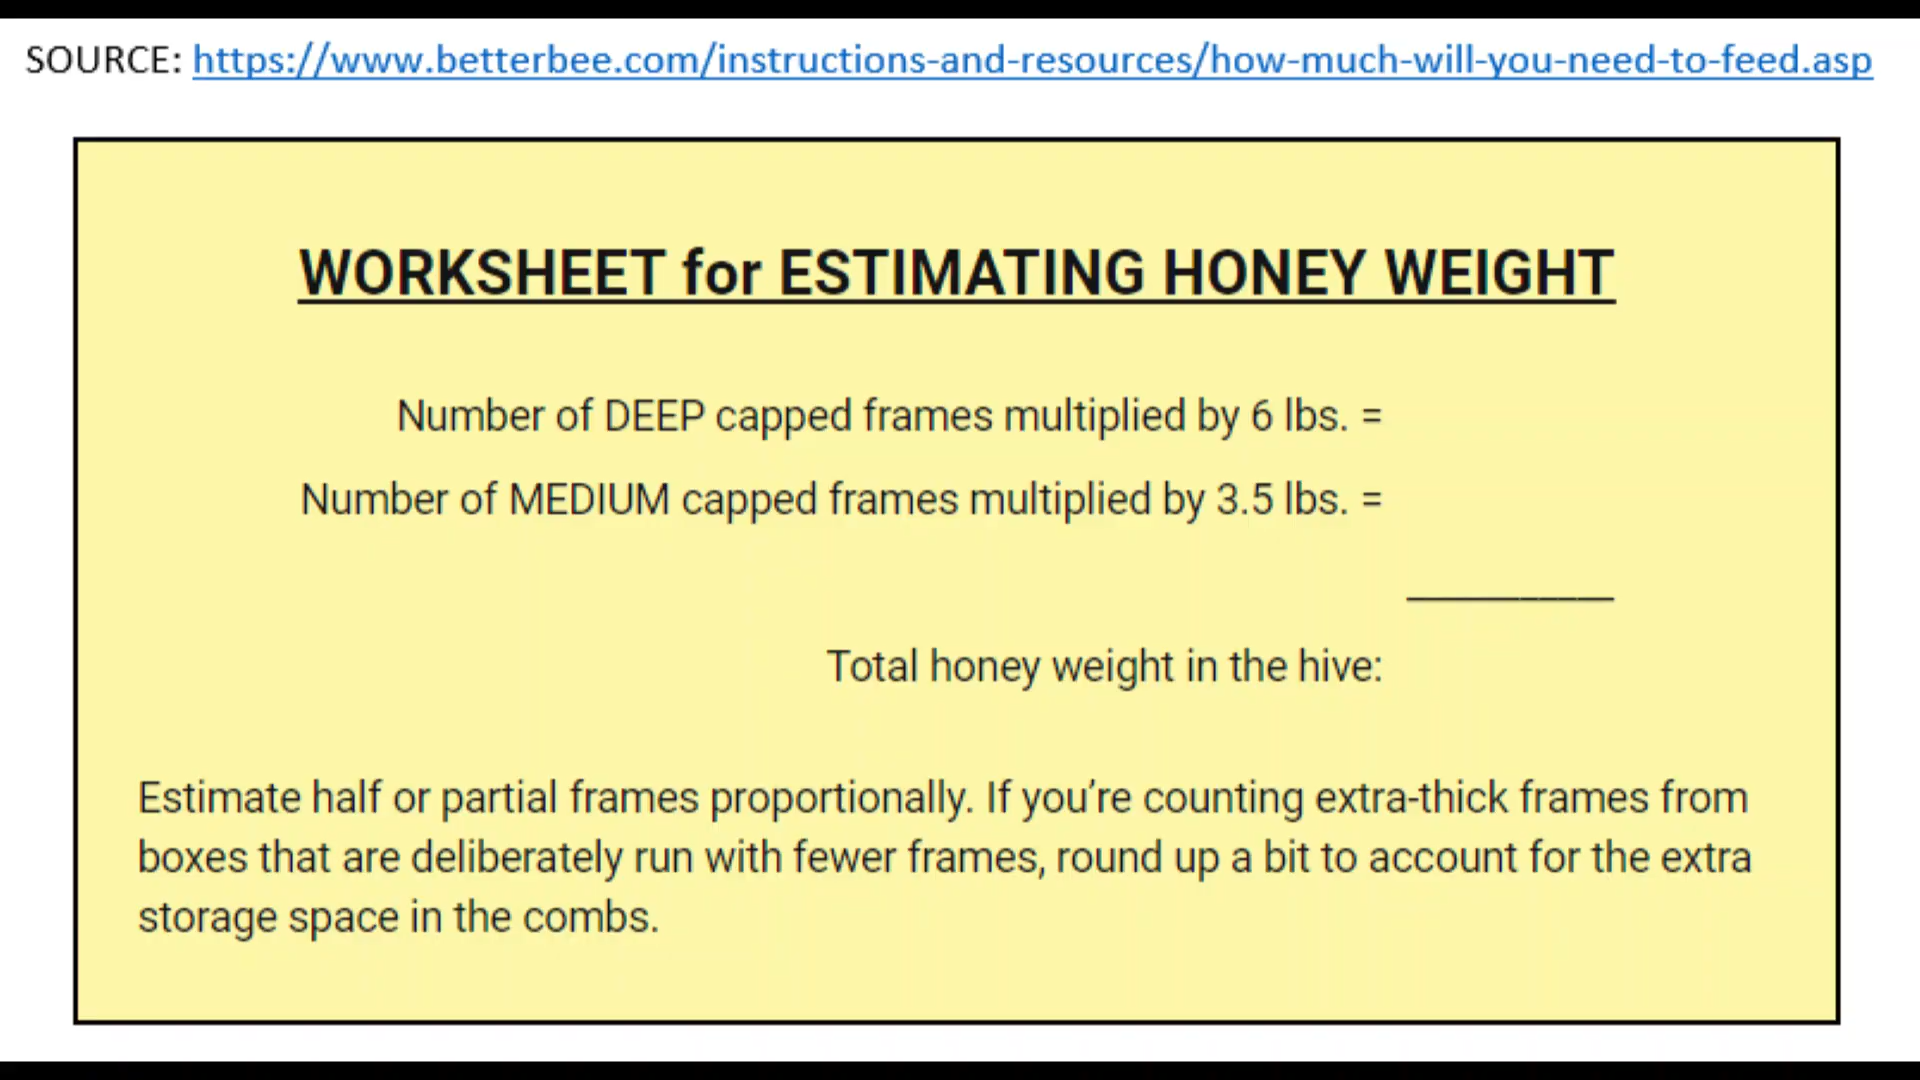 SOURCE: https://www.betterbee.com/instructions-and-resources/how-much-will-you-need-to-feed.asp
WORKSHEET for ESTIMATING HONEY WEIGHT
Number of DEEP capped frames multiplied by 6 lbs. =
Number of MEDIUM capped frames multiplied by 3.5 lbs. =
___________
Total honey weight in the hive:
Estimate half or partial frames proportionally. If you’re counting extra-thick frames from
boxes that are deliberately run with fewer frames, round up a bit to account for the extra
storage space in the combs.